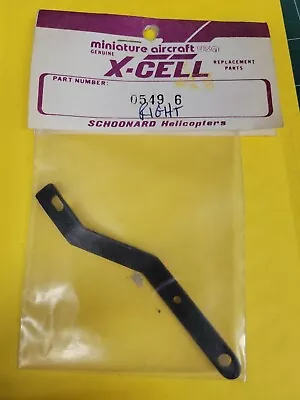 miniature aircraft USA
GENUINE X-CELL REPLACEMENT PARTS
PART NUMBER:
0549 6
RIGHT
SCHOONARD Helicopters